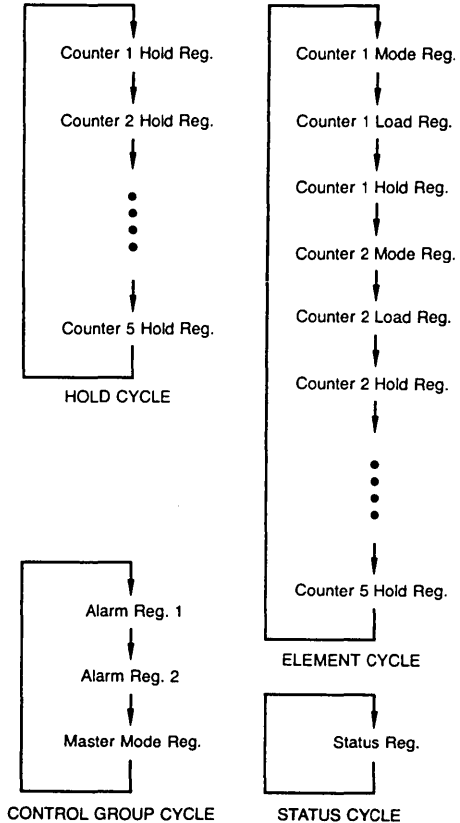 Counter 1 Hold Reg.
Counter 2 Hold Reg.
Counter 5 Hold Reg.
HOLD CYCLE
Counter 1 Mode Reg.
Counter 1 Load Reg.
Counter 1 Hold Reg.
Counter 2 Mode Reg.
Counter 2 Load Reg.
Counter 2 Hold Reg.
Counter 5 Hold Reg.
ELEMENT CYCLE
Alarm Reg. 1
Alarm Reg. 2
Master Mode Reg.
CONTROL GROUP CYCLE
Status Reg.
STATUS CYCLE